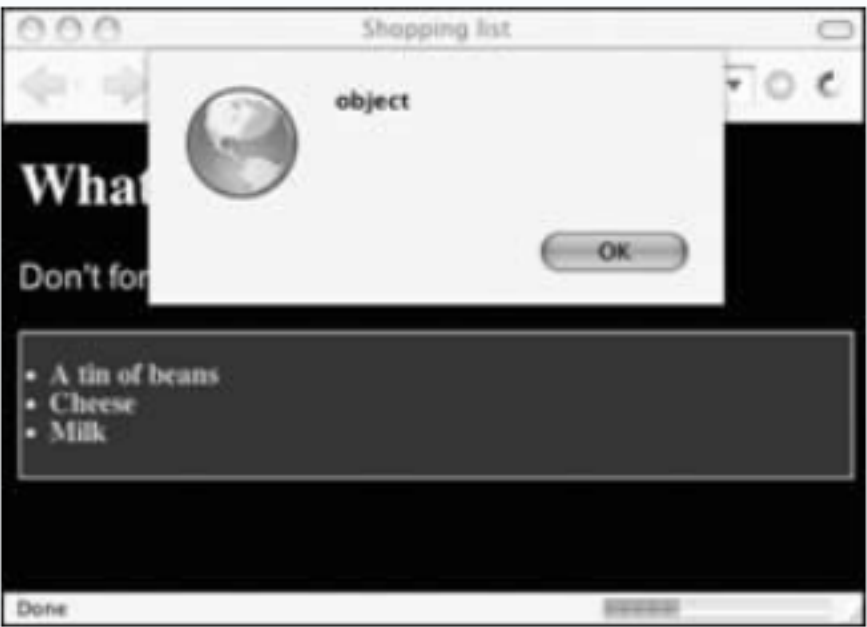 Shopping list
object
OK
What
Don't for
• A tin of beans
• Cheese
• Milk
Done